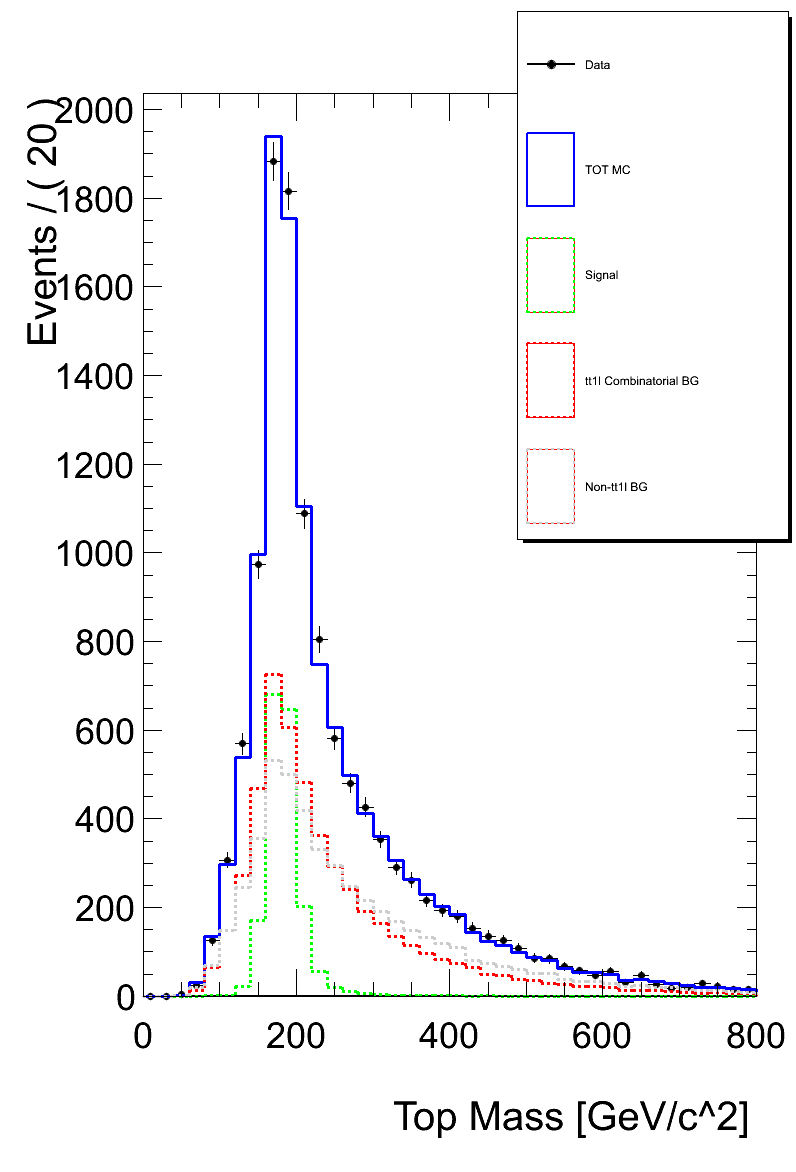 Data
TOT MC
Signal
tt1l Combinatorial BG
Non-tt1l BG
Events / ( 20 )
2000
1800
1600
1400
1200
1000
800
600
400
200
0
0 200 400 600 800
Top Mass [GeV/c^2]